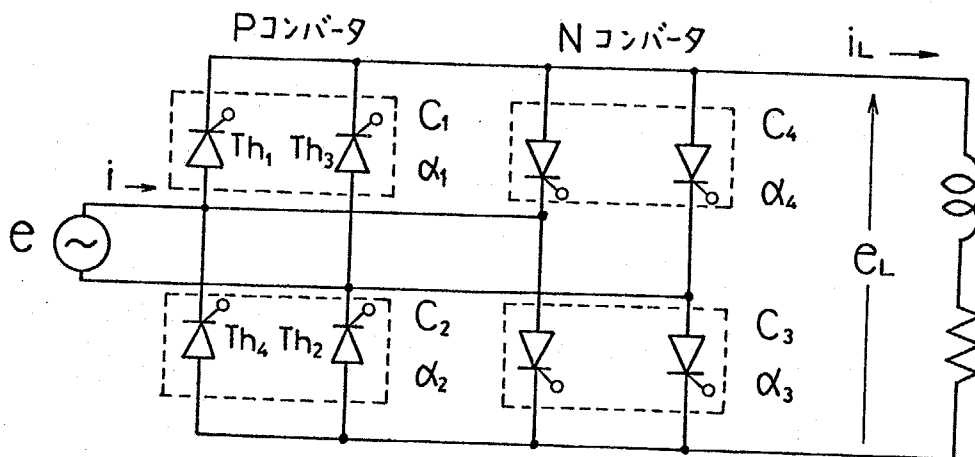 Pコンバータ
Nコンバータ
iL
Th1
Th3
C1
α1
C4
α4
i
e
eL
Th4
Th2
C2
α2
C3
α3